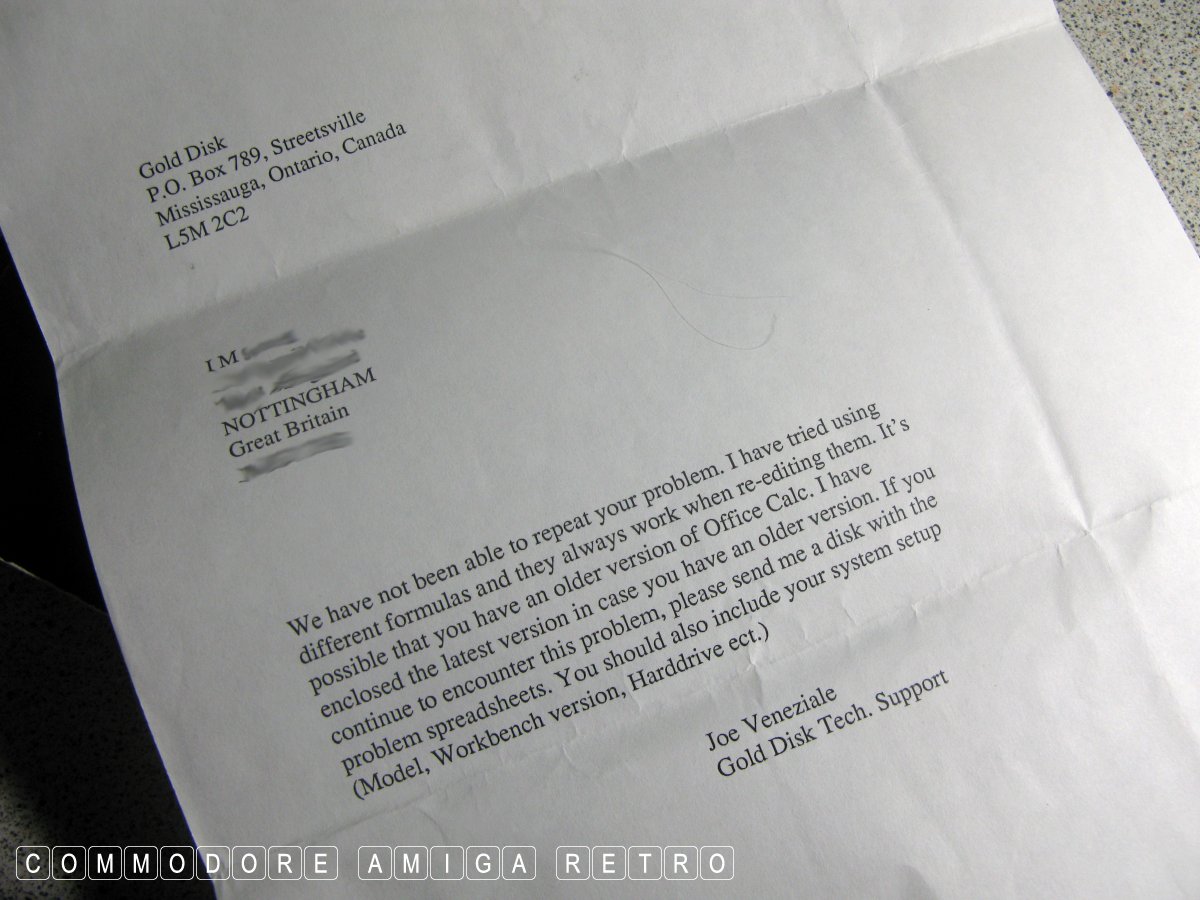 Gold Disk
P.O. Box 789, Streetsville
Mississauga, Ontario, Canada
L5M 2C2
I M
NOTTINGHAM
Great Britain
We have not been able to repeat your problem. I have tried using
different formulas and they always work when re-editing them. It's
possible that you have an older version of Office Calc. I have
enclosed the latest version in case you have an older version. If you
continue to encounter this problem, please send me a disk with the
problem spreadsheets. You should also include your system setup
(Model, Workbench version, Harddrive ect.)
Joe Veneziale
Gold Disk Tech. Support
COMMODORE AMIGA RETRO